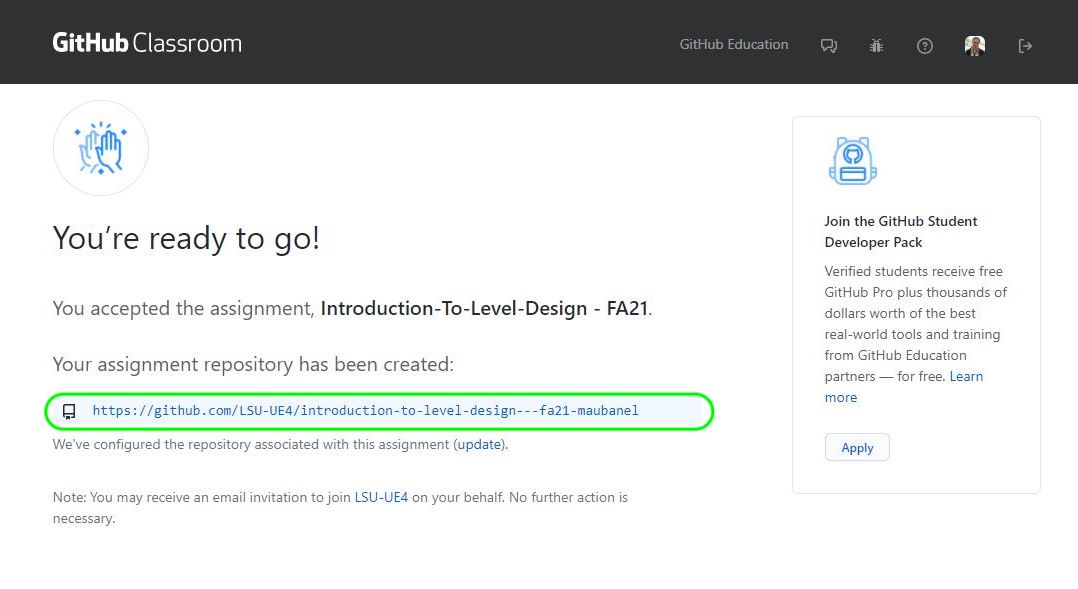 GitHub Classroom
GitHub Education
You're ready to go!
You accepted the assignment, Introduction-To-Level-Design - FA21.
Your assignment repository has been created:
https://github.com/LSU-UE4/introduction-to-level-design---fa21-maubanel
We've configured the repository associated with this assignment (update).
Note: You may receive an email invitation to join LSU-UE4 on your behalf. No further action is
necessary.
Join the GitHub Student
Developer Pack
Verified students receive free
GitHub Pro plus thousands of
dollars worth of the best
real-world tools and training
from GitHub Education
partners — for free. Learn
more
Apply